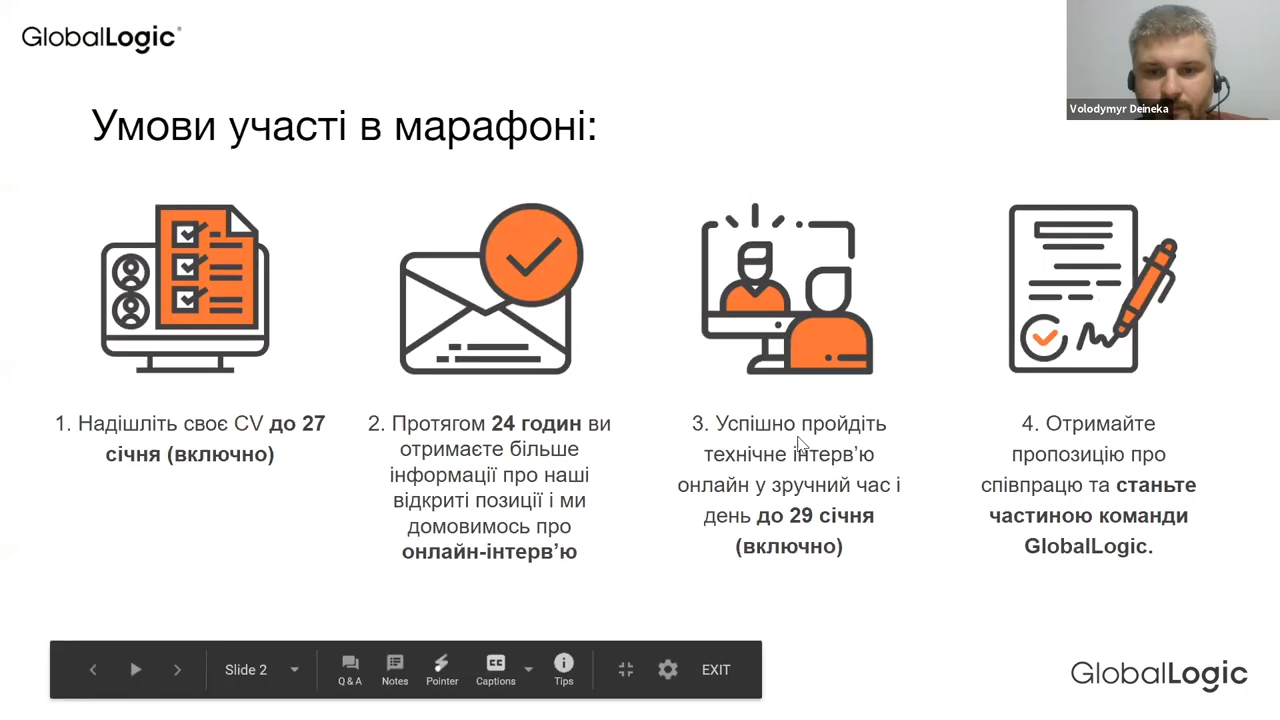 GlobalLogic®
Volodymyr Deineka
Умови участі в марафоні:
1. Надішліть своє CV до 27
січня (включно)
2. Протягом 24 годин ви
отримаєте більше
інформації про наші
відкриті позиції і ми
домовимось про
онлайн-інтерв’ю
3. Успішно пройдіть
технічне інтерв’ю
онлайн у зручний час і
день до 29 січня
(включно)
4. Отримайте
пропозицію про
співпрацю та станьте
частиною команди
GlobalLogic.
Slide 2
Q & A
Notes
Pointer
CC
Captions
Tips
EXIT
GlobalLogic®